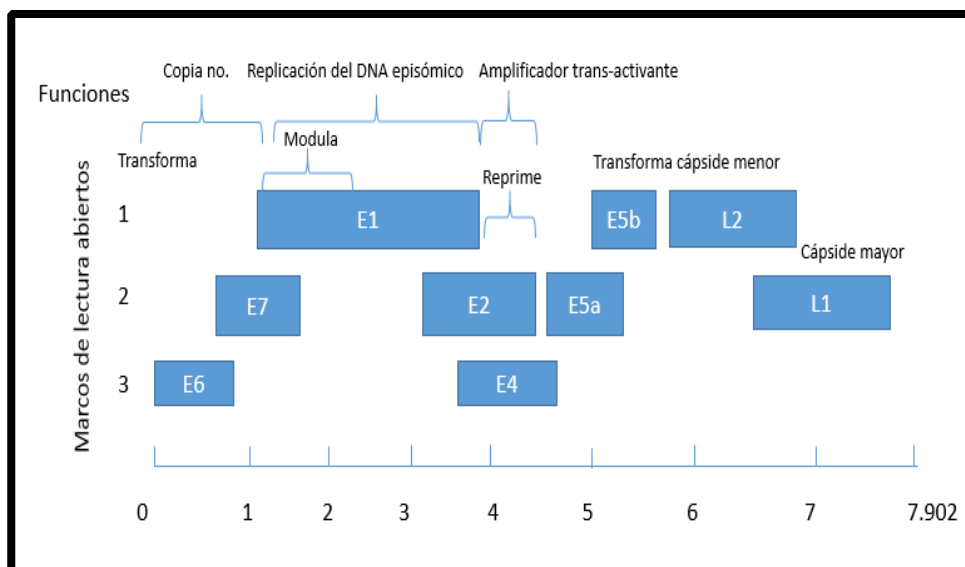 Copia no. Replicación del DNA episómico Amplificador trans-activante
Funciones
Modula
Transforma Transforma cápside menor
Reprime
1 E1 E5b L2
Cápside mayor
2 E7 E2 E5a L1
3 E6 E4
Marcos de lectura abiertos
0 1 2 3 4 5 6 7 7.902